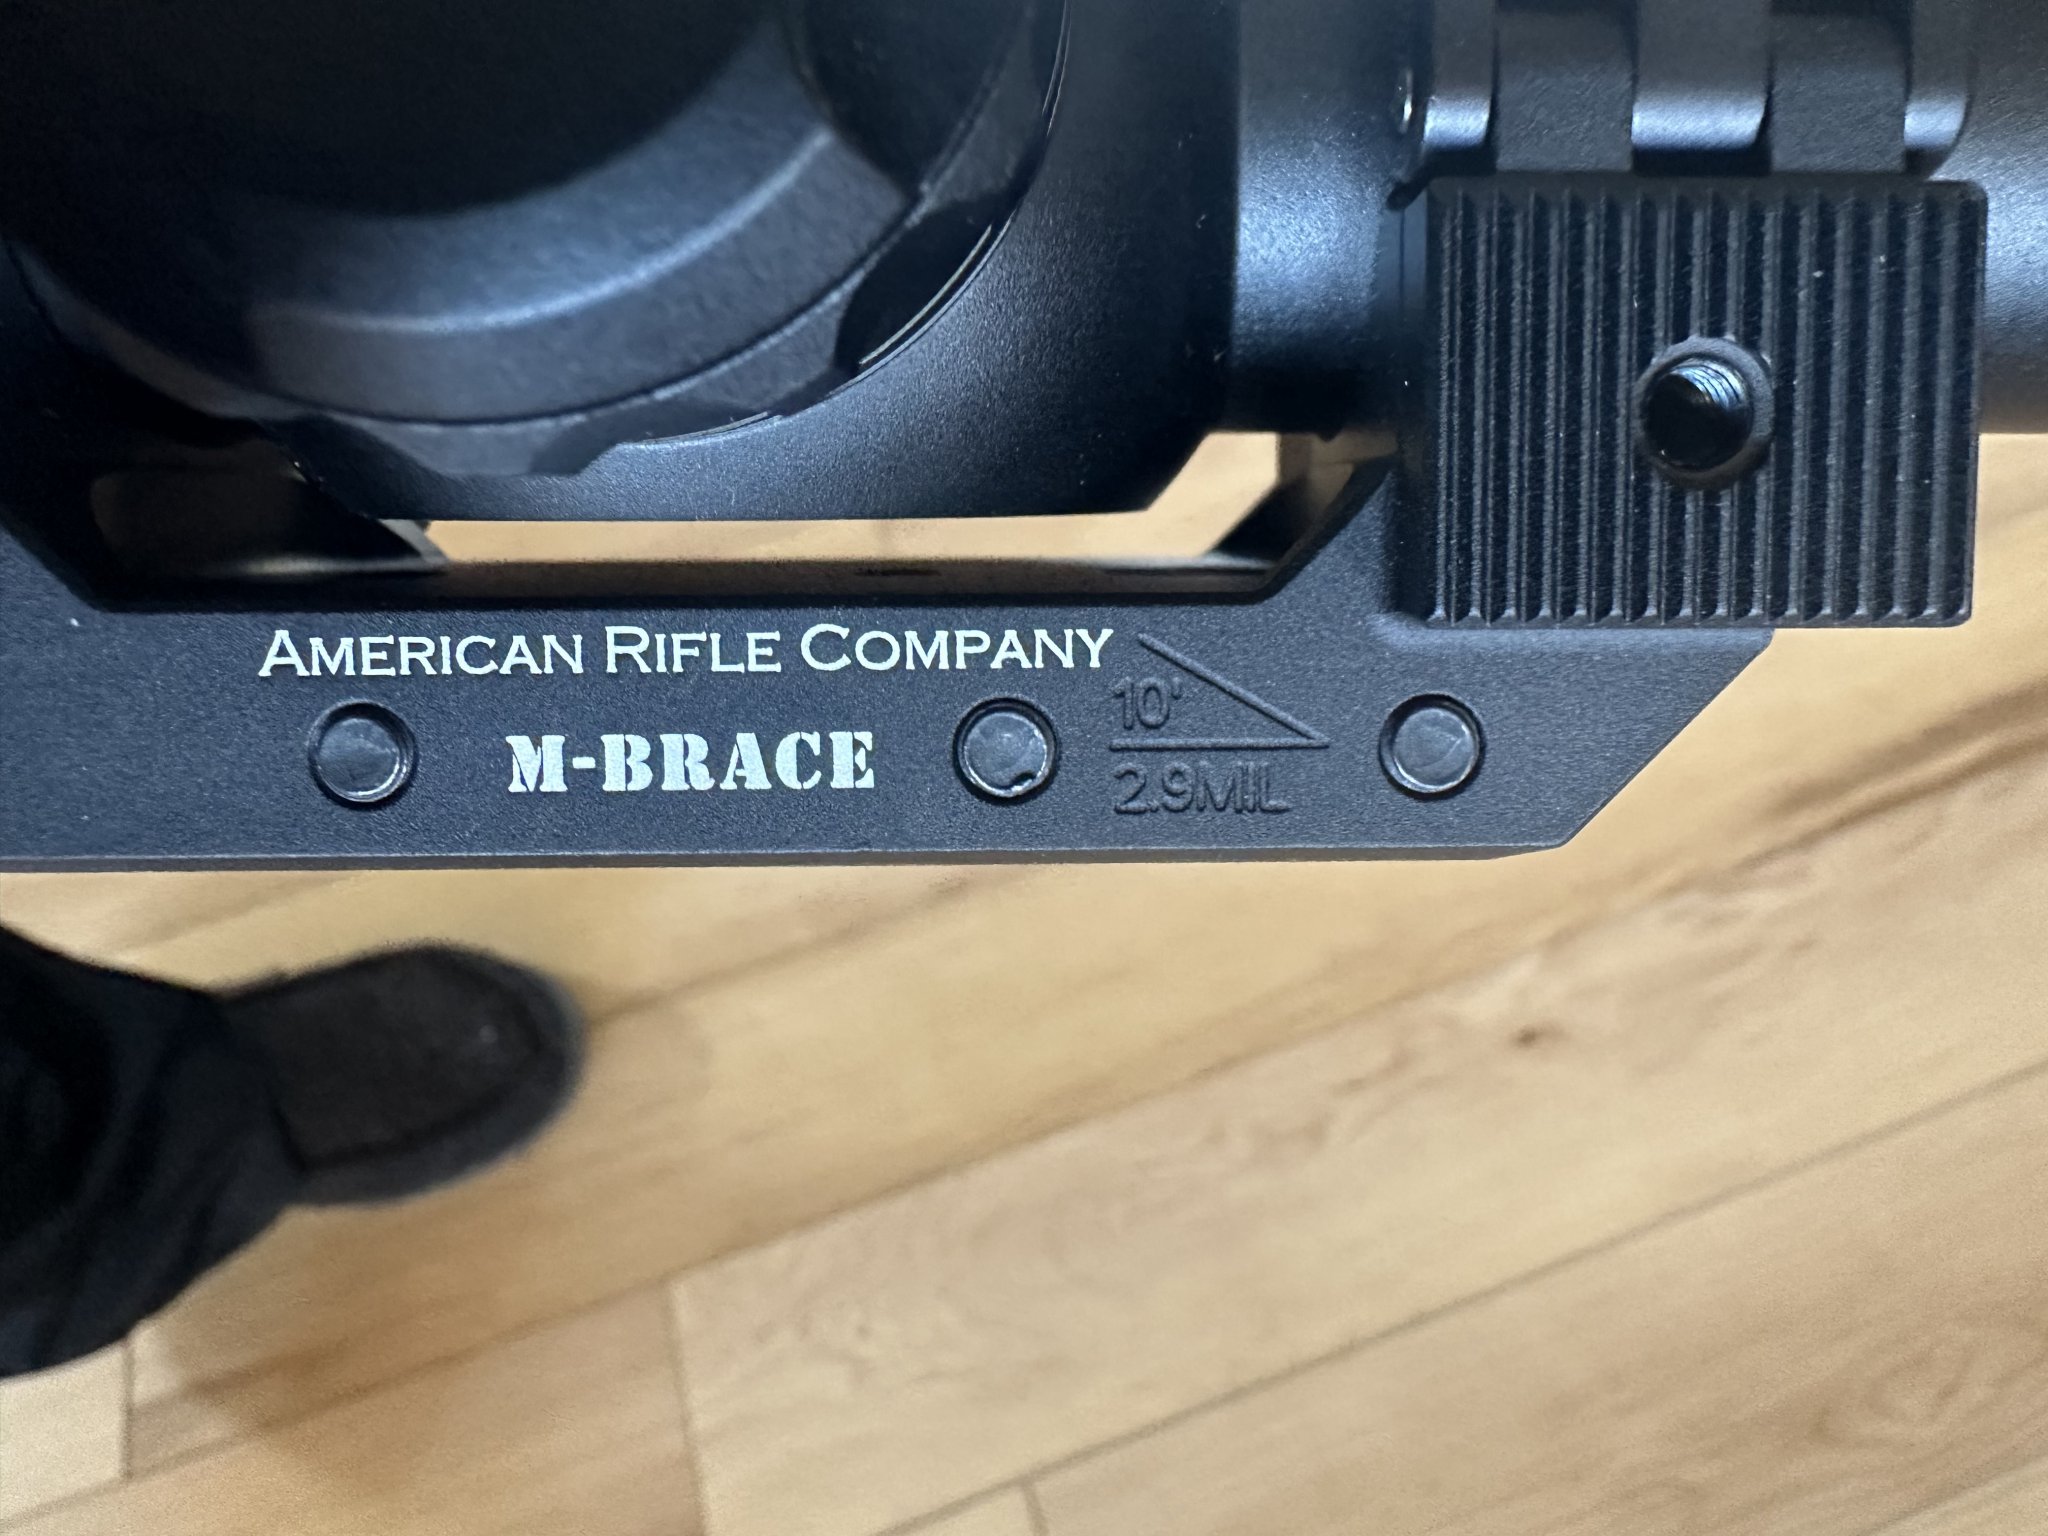 AMERICAN RIFLE COMPANY
10'
M-BRACE
2.9MIL